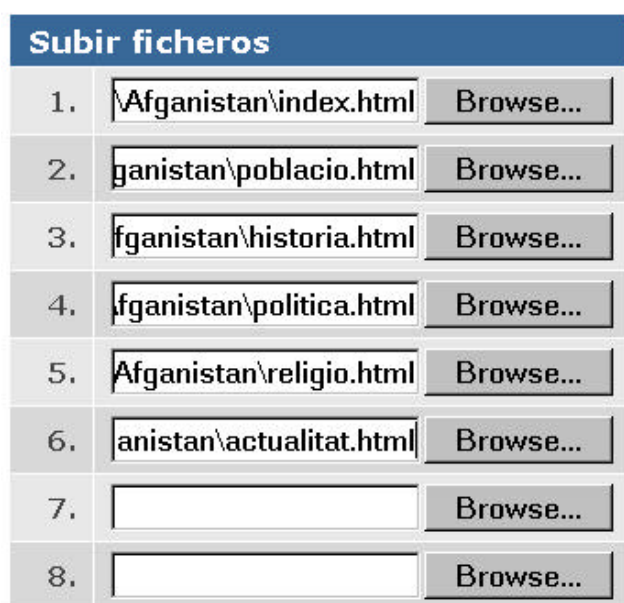 Subir ficheros
1. \Afganistan\index.html Browse...
2. ganistan\poblacio.html Browse...
3. fganistan\historia.html Browse...
4. fganistan\politica.html Browse...
5. Afganistan\religio.html Browse...
6. anistan\actualitat.html Browse...
7. Browse...
8. Browse...